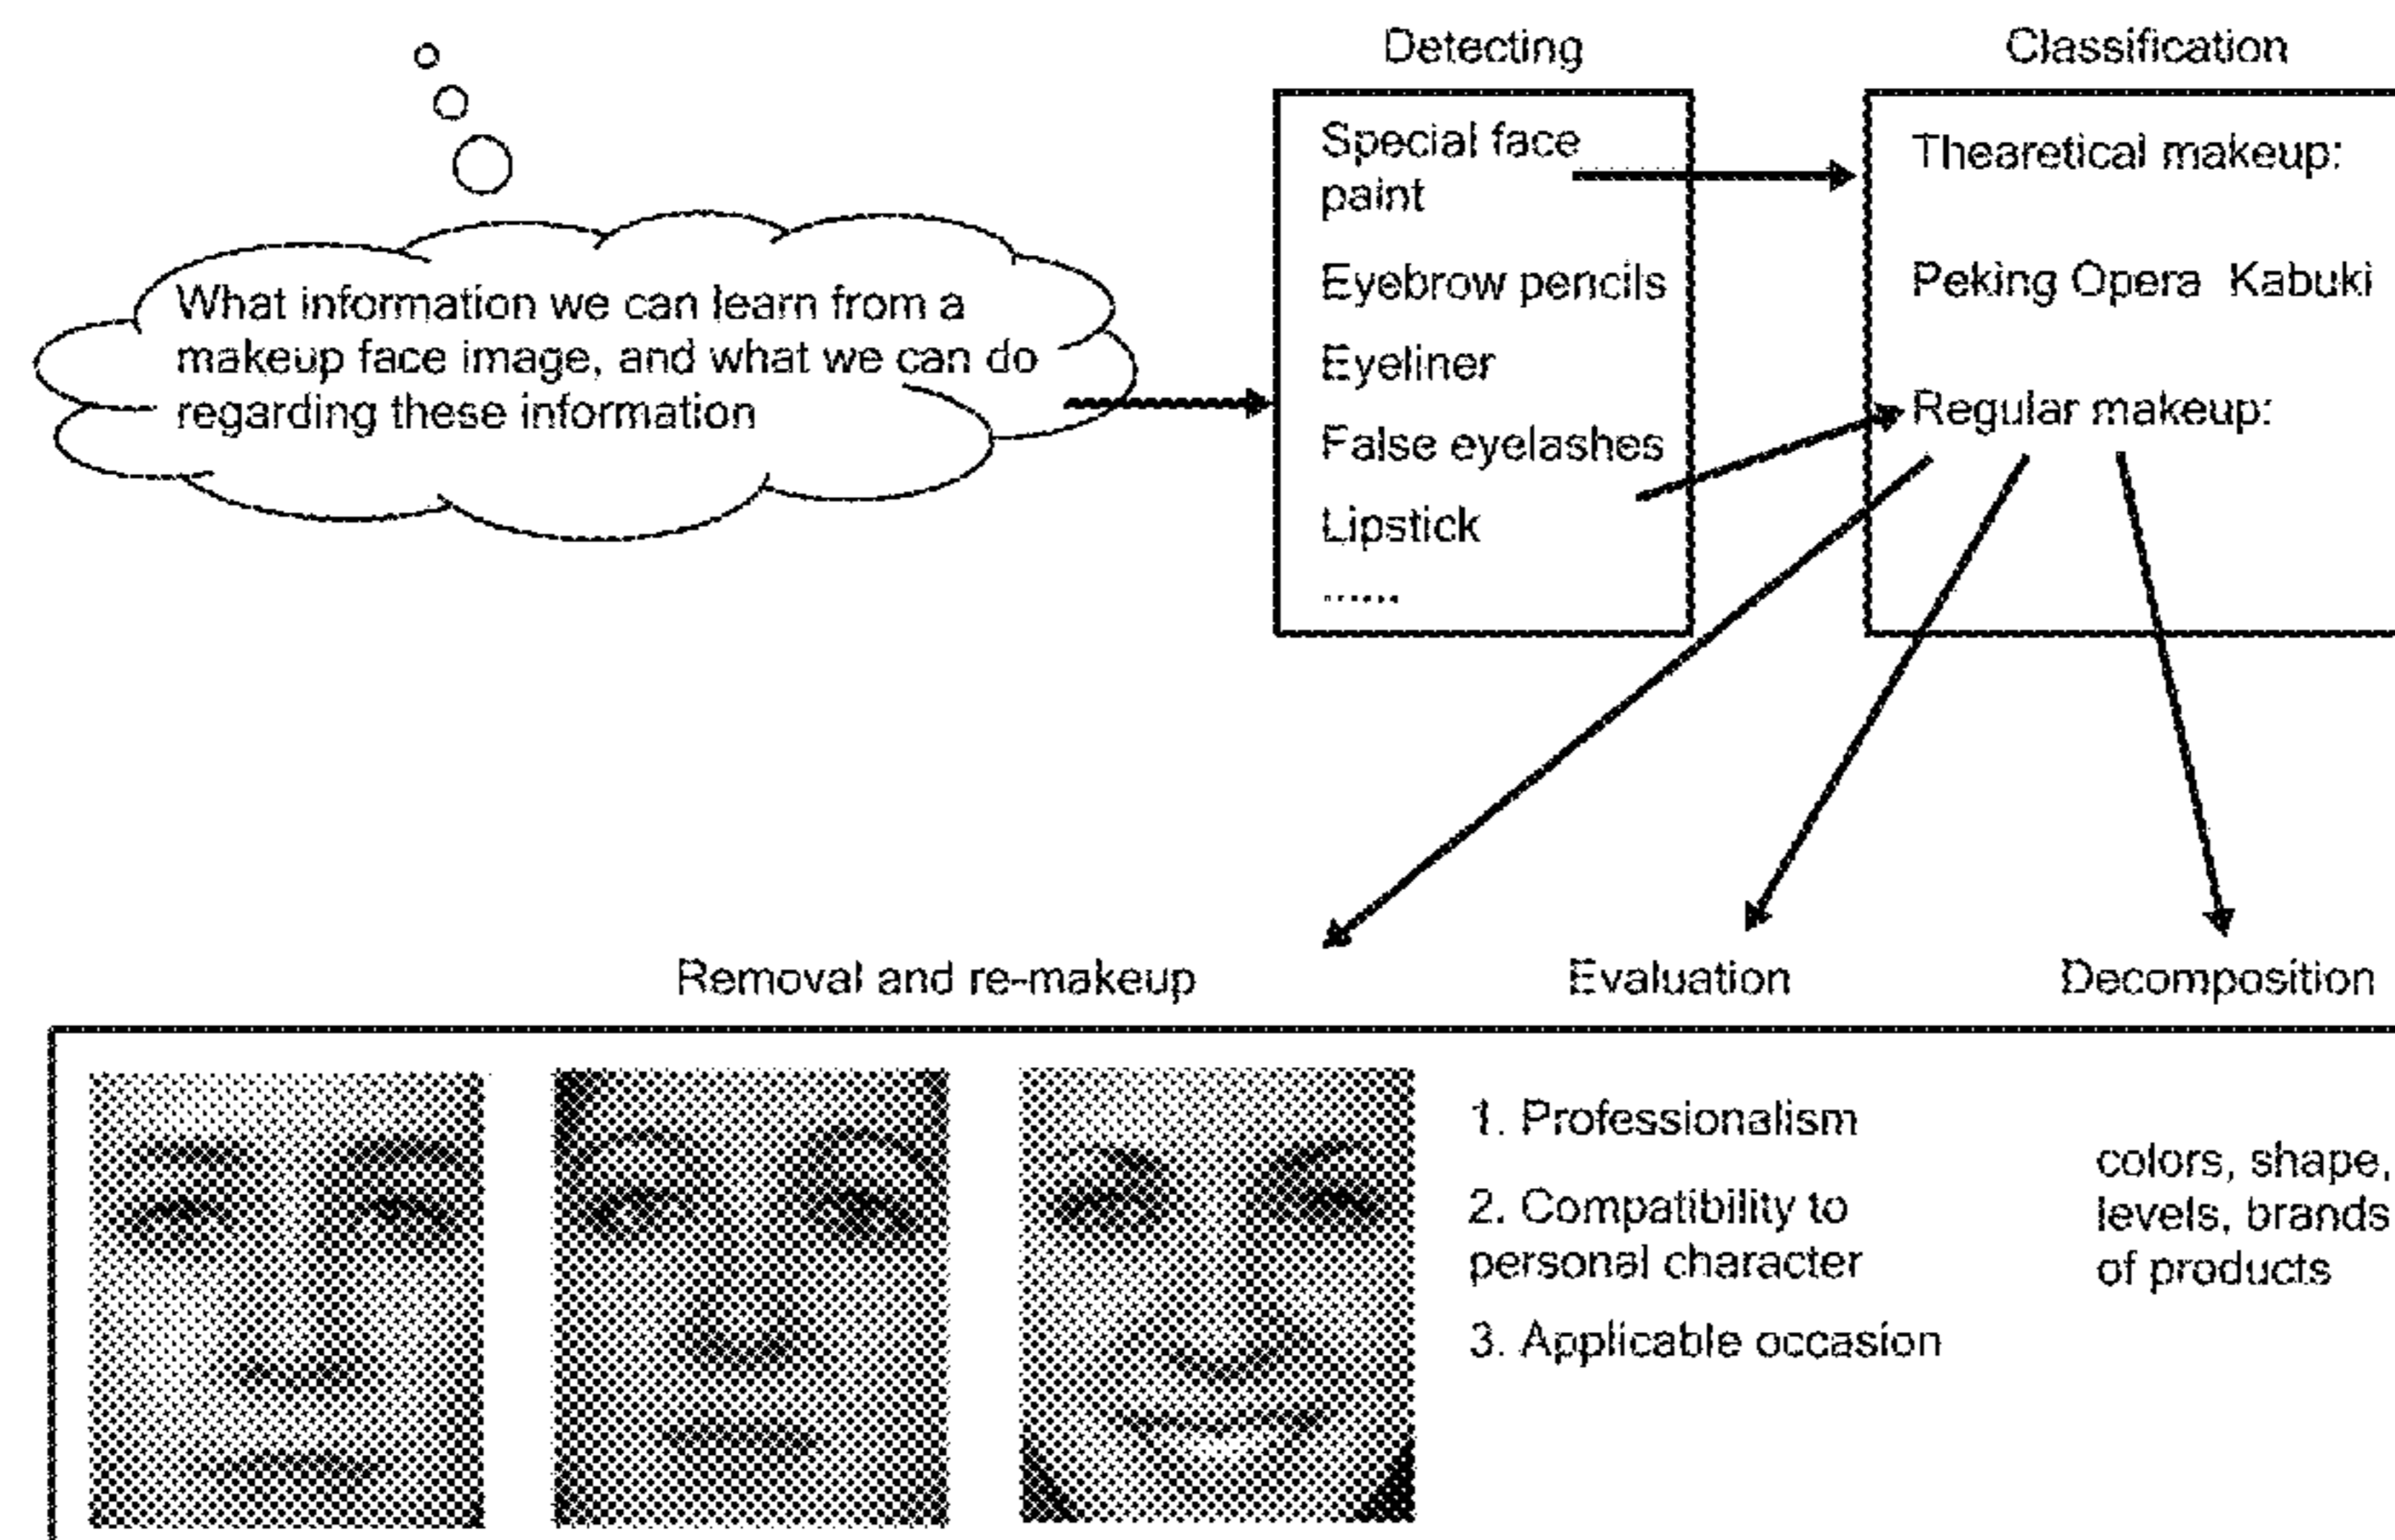 Detecting
Classification
What information we can learn from a
makeup face image, and what we can do
regarding these information
Special face
paint
Eyebrow pencils
Eyeliner
False eyelashes
Lipstick
......
Thearetical makeup:
Peking Opera Kabuki
Regular makeup:
Removal and re-makeup
Evaluation
Decomposition
1. Professionalism
2. Compatibility to
personal character
3. Applicable occasion
colors, shape,
levels, brands
of products